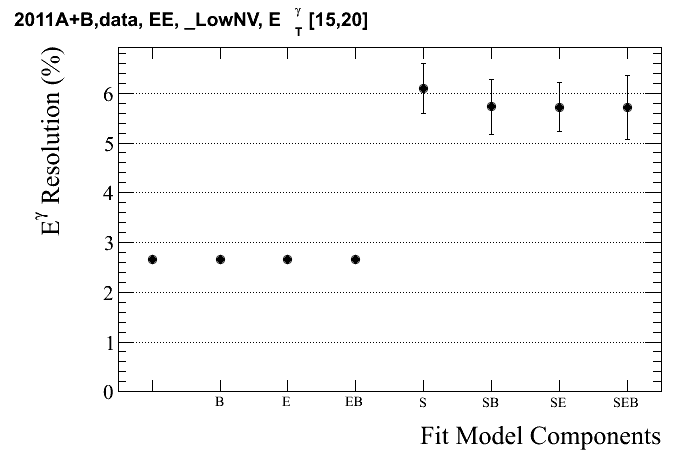 2011A+B,data, EE, _LowNV, E γ T [15,20]
E γ Resolution (%)
6
5
4
3
2
1
0
B E EB S SB SE SEB
Fit Model Components